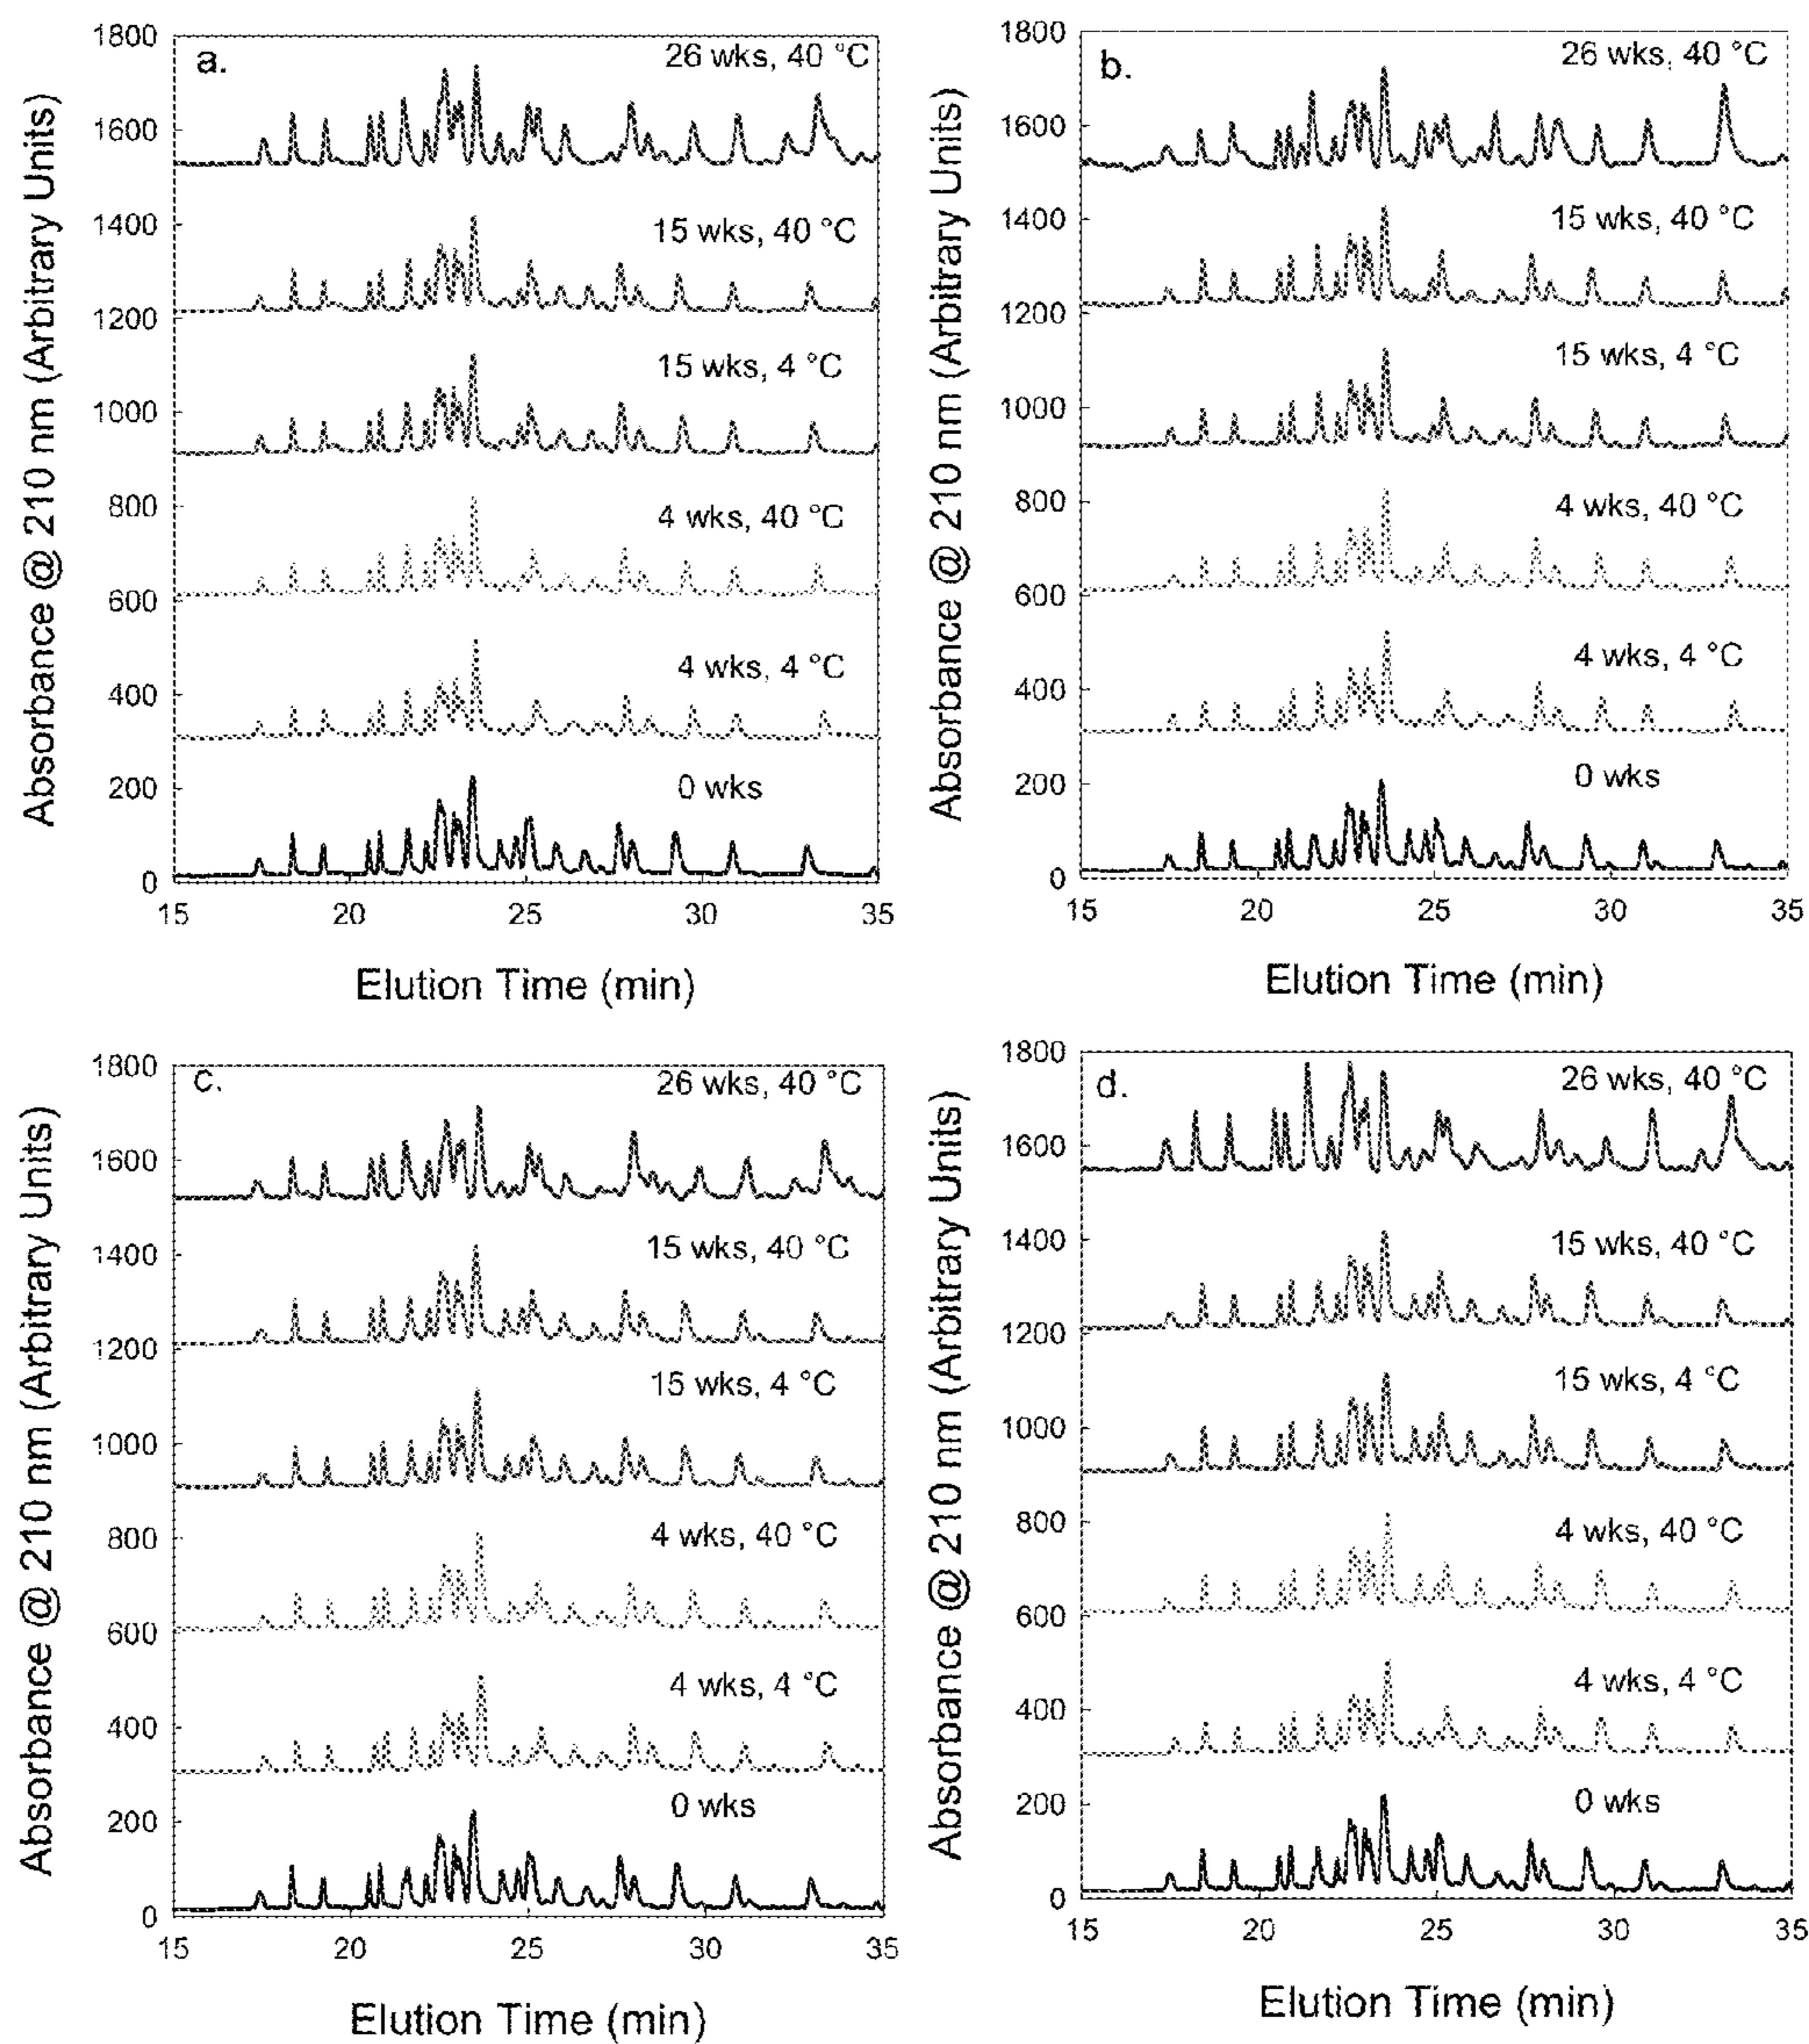 a.
26 wks, 40 °C
15 wks, 40 °C
15 wks, 4 °C
4 wks, 40 °C
4 wks, 4 °C
0 wks
1800
1600
1400
1200
1000
800
600
400
200
0
15 20 25 30 35
Absorbance @ 210 nm (Arbitrary Units)
Elution Time (min)
b.
26 wks, 40 °C
15 wks, 40 °C
15 wks, 4 °C
4 wks, 40 °C
4 wks, 4 °C
0 wks
1800
1600
1400
1200
1000
800
600
400
200
0
15 20 25 30 35
Absorbance @ 210 nm (Arbitrary Units)
Elution Time (min)
c.
26 wks, 40 °C
15 wks, 40 °C
15 wks, 4 °C
4 wks, 40 °C
4 wks, 4 °C
0 wks
1800
1600
1400
1200
1000
800
600
400
200
0
15 20 25 30 35
Absorbance @ 210 nm (Arbitrary Units)
Elution Time (min)
d.
26 wks, 40 °C
15 wks, 40 °C
15 wks, 4 °C
4 wks, 40 °C
4 wks, 4 °C
0 wks
1800
1600
1400
1200
1000
800
600
400
200
0
15 20 25 30 35
Absorbance @ 210 nm (Arbitrary Units)
Elution Time (min)